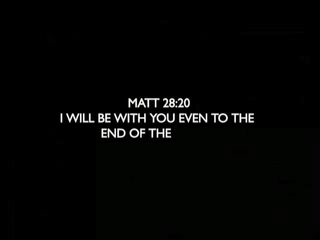 MATT 28:20
I WILL BE WITH YOU EVEN TO THE
END OF THE